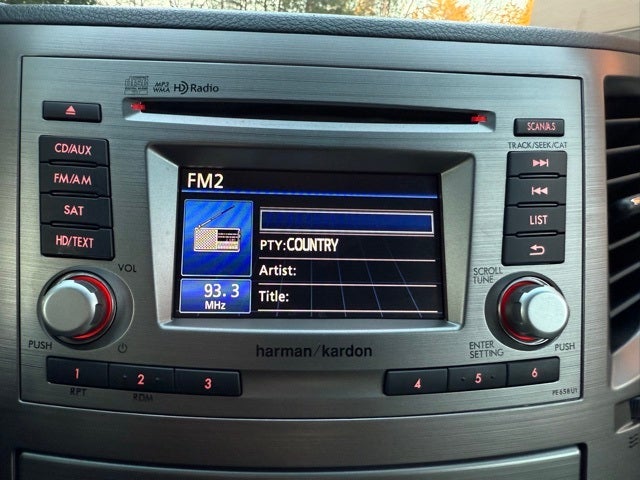 MP3
WMA
HD Radio
CD/AUX
FM/AM
SAT
HD/TEXT
VOL
PUSH
FM2
PTY:COUNTRY
Artist:
Title:
93.3
MHz
harman/kardon
SCAN/AS
TRACK/SEEK/CAT
LIST
SCROLL
TUNE
ENTER
SETTING
PUSH
1 2 3 4 5 6
RPT RDM
PE658U1